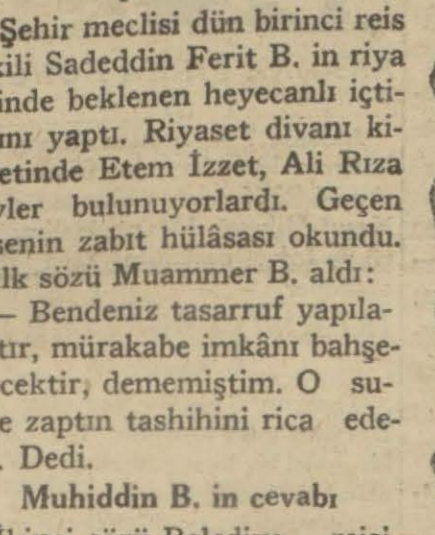 Şehir meclisi dün birinci reis
kili Sadeddin Ferit B. in riya
inde beklenen heyecanlı içti-
mı yaptı. Riyaset divanı ki-
etinde Etem İzzet, Ali Rıza
yler bulunuyorlardı. Geçen
senin zabıt hülâsası okundu.
lk sözü Muammer B. aldı:
— Bendeniz tasarruf yapıla-
tır, mürakabe imkânı bahşe-
cektir, dememiştim. O su-
e zaptın tashihini rica ede-
. Dedi.
Muhiddin B. in cevabı